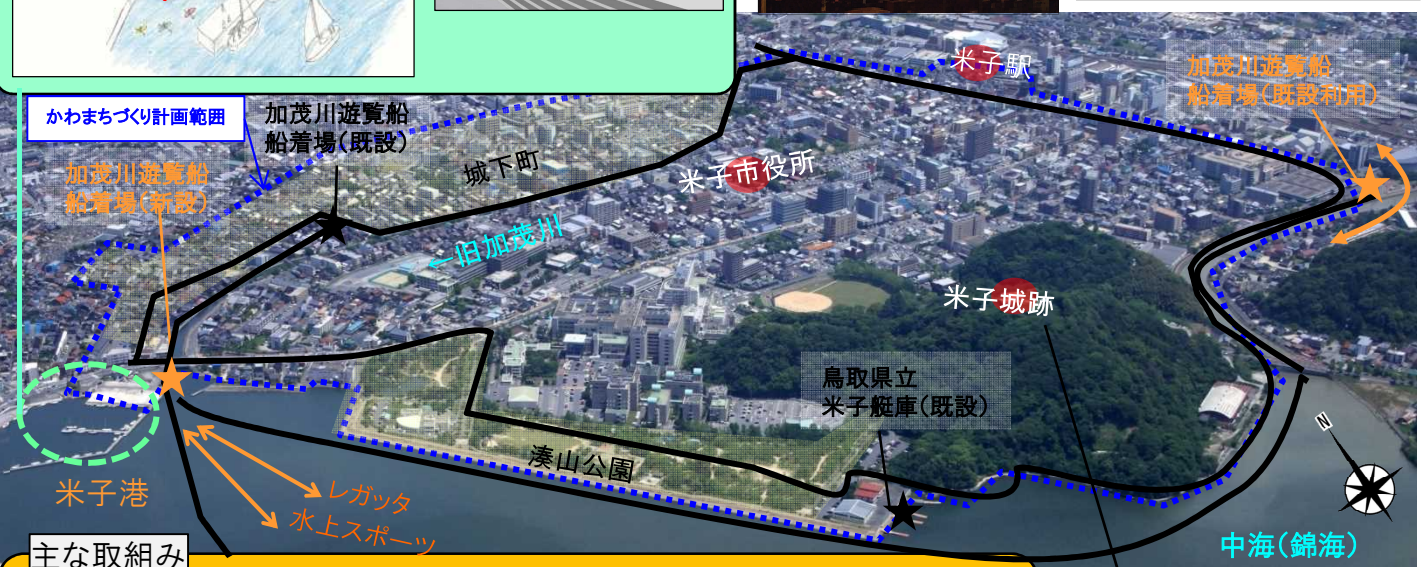 米子駅
加茂川遊覧船
船着場(既設利用)
かわまちづくり計画範囲
加茂川遊覧船
船着場(既設)
城下町
米子市役所
加茂川遊覧船
船着場(新設)
←旧加茂川
米子城跡
鳥取県立
米子艇庫(既設)
湊山公園
N
米子港
レガッタ
水上スポーツ
中海(錦海)
主な取組み